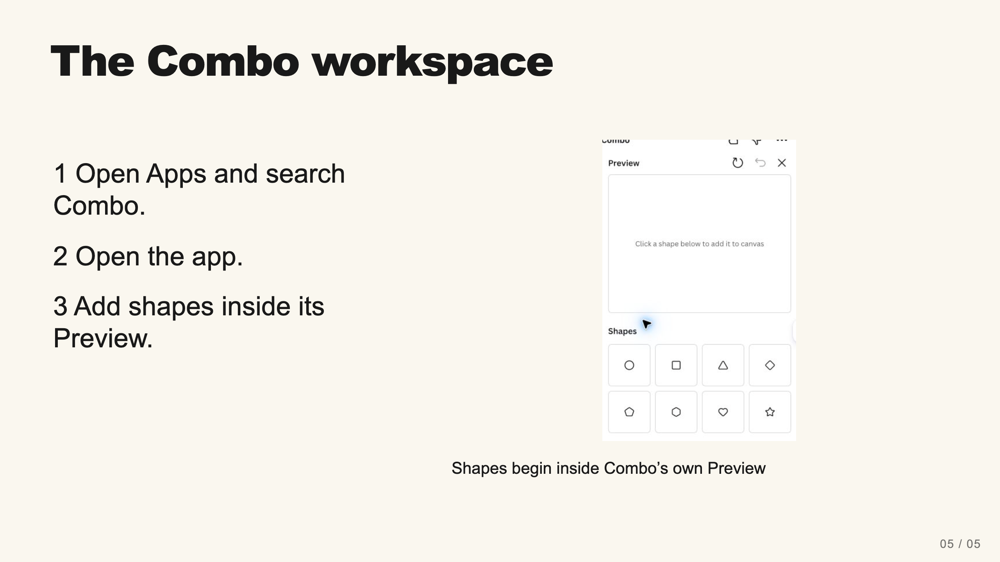 The Combo workspace
1 Open Apps and search
Combo.
2 Open the app.
3 Add shapes inside its
Preview.
Combo
Preview
Click a shape below to add it to canvas
Shapes
Shapes begin inside Combo’s own Preview
05 / 05